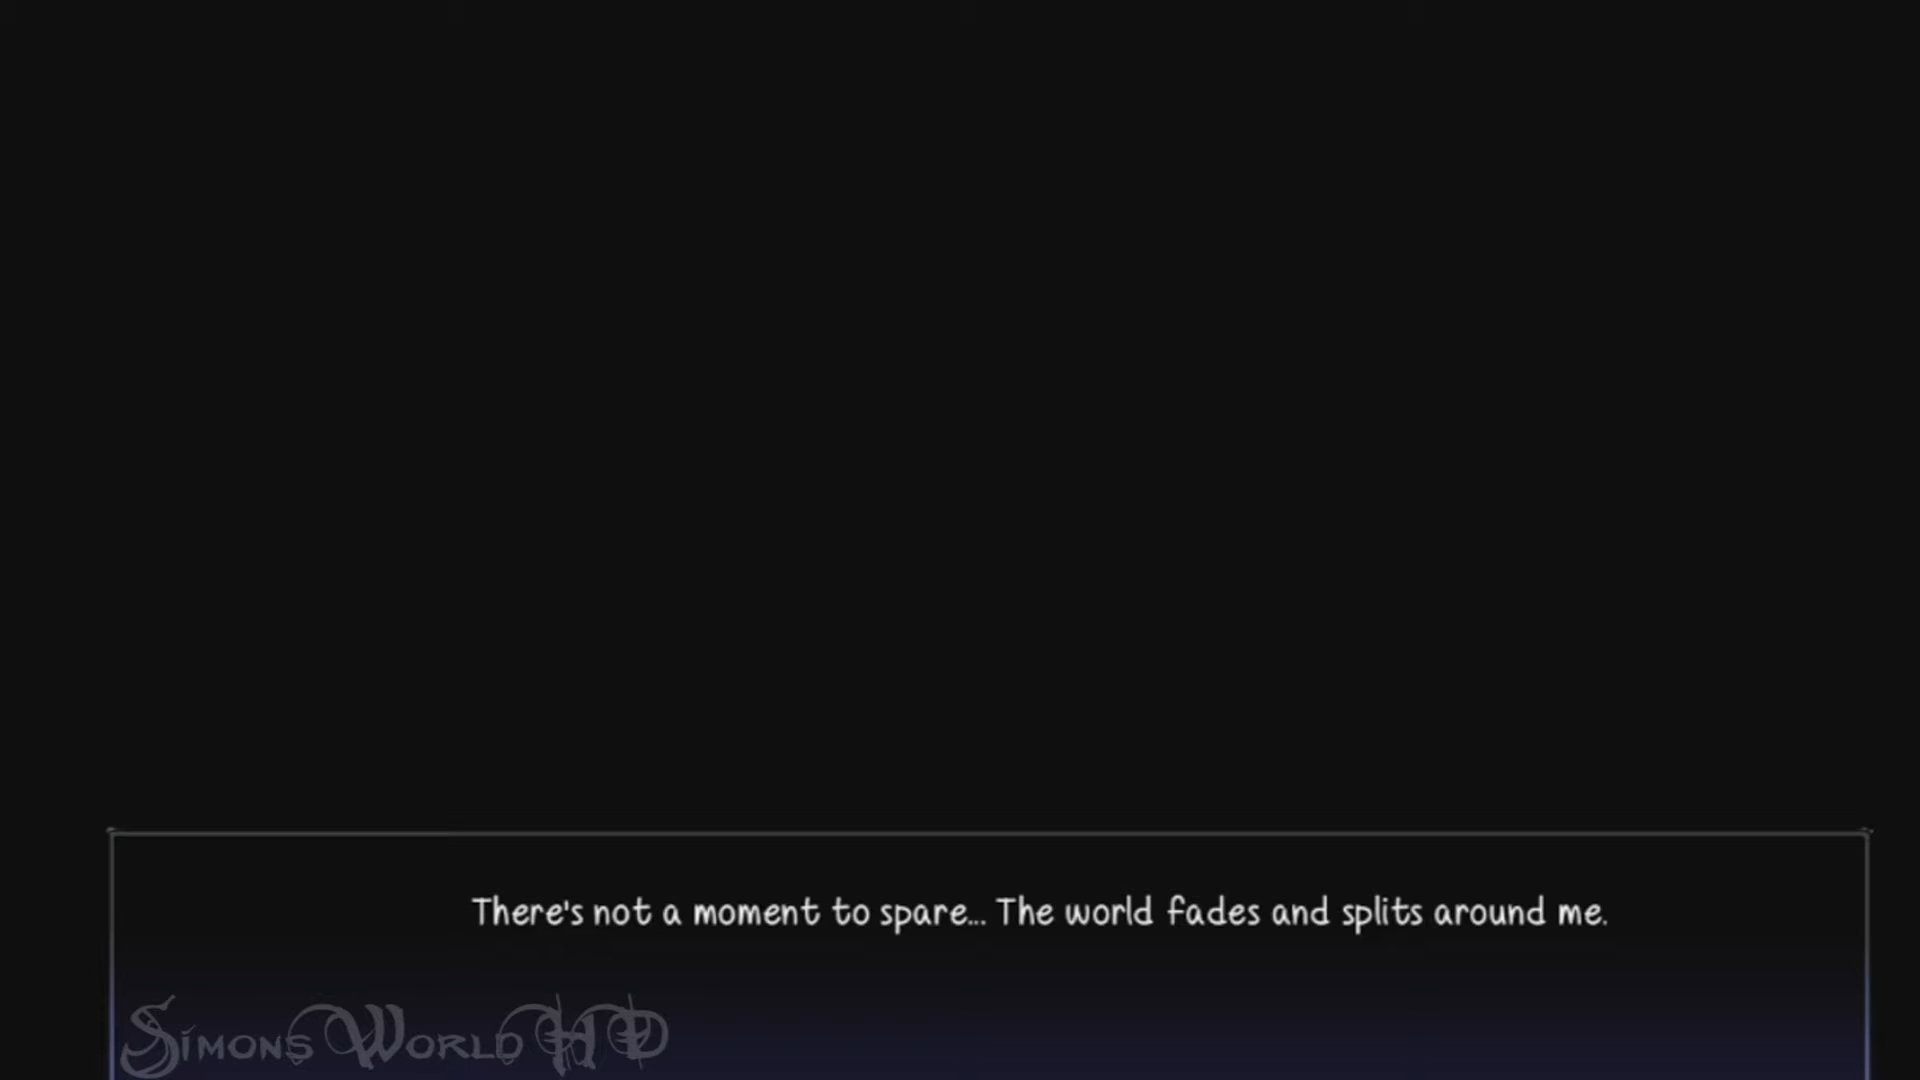 There's not a moment to spare... The world fades and splits around me.
Simons World HD